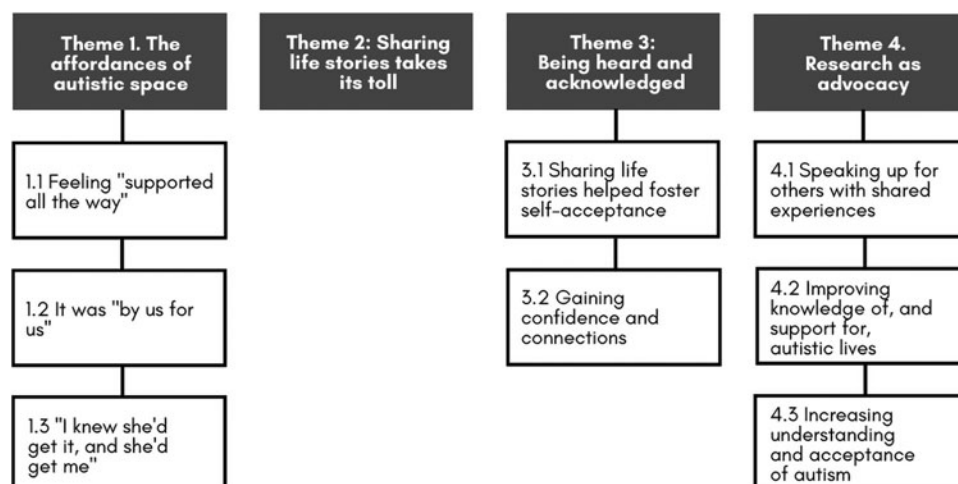 Theme 1. The
affordances of
autistic space
1.1 Feeling "supported
all the way"
1.2 It was "by us for
us"
1.3 "I knew she'd
get it, and she'd
get me"
Theme 2: Sharing
life stories takes
its toll
Theme 3:
Being heard and
acknowledged
3.1 Sharing life
stories helped foster
self-acceptance
3.2 Gaining
confidence and
connections
Theme 4.
Research as
advocacy
4.1 Speaking up for
others with shared
experiences
4.2 Improving
knowledge of, and
support for,
autistic lives
4.3 Increasing
understanding
and acceptance
of autism